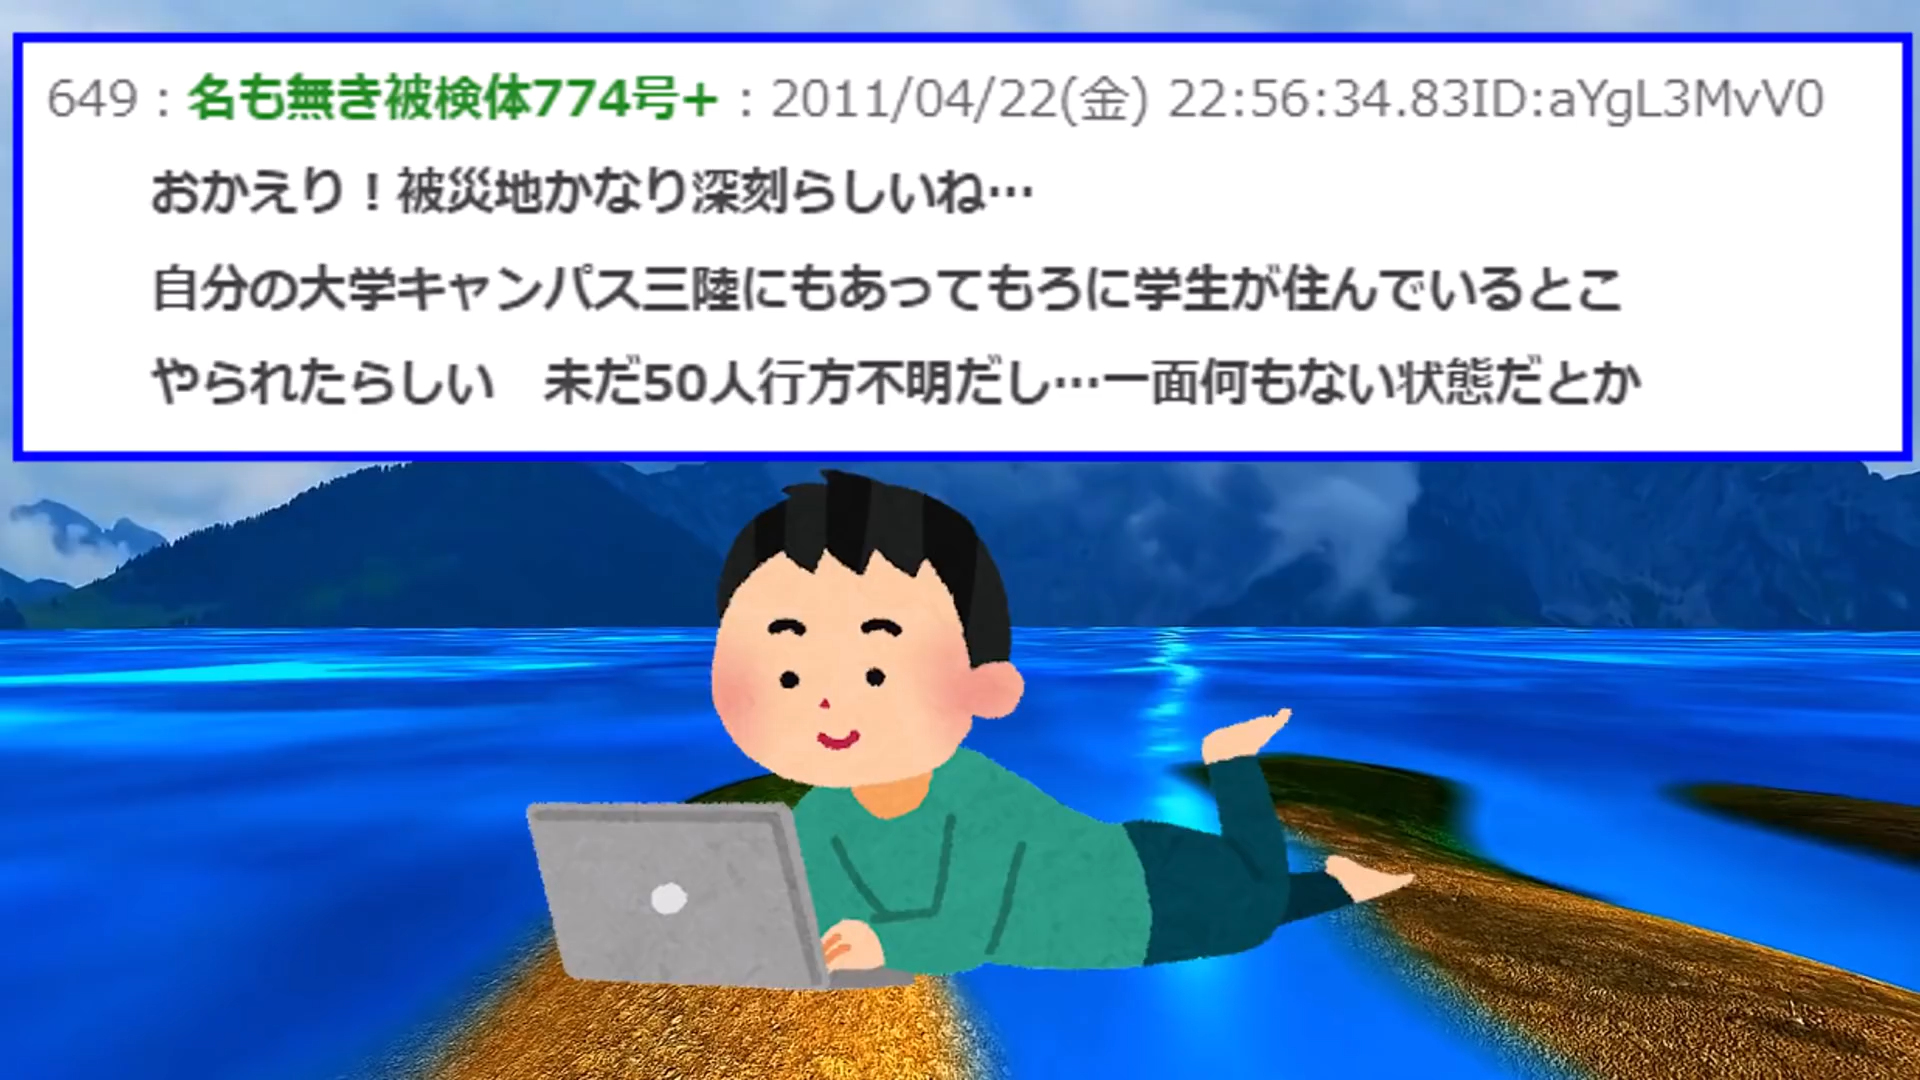 649 : 名も無き被検体774号+ : 2011/04/22(金) 22:56:34.83ID:aYgL3MvV0
おかえり！被災地かなり深刻らしいね…
自分の大学キャンパス三陸にもあってもろに学生が住んでいるとこ
やられたらしい　未だ50人行方不明だし…一面何もない状態だとか